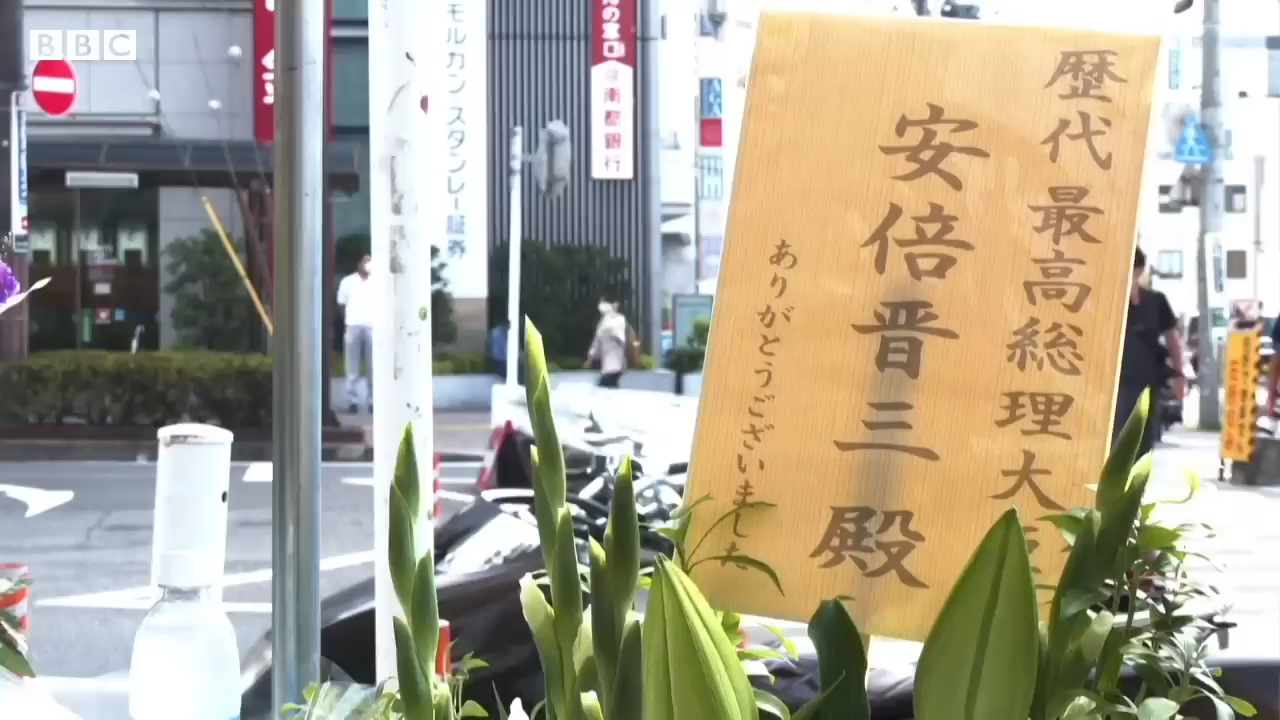 BBC
モルガン スタンレー証券
南都銀行
歴代最高総理大
安倍晋三 殿
ありがとうございました